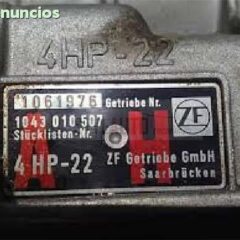 nuncios
4HP-22
1061976 Getriebe Nr.
1043 010 507
Stücklisten-Nr.
ZF
A H
4 HP-22 ZF Getriebe GmbH
Saarbrücken